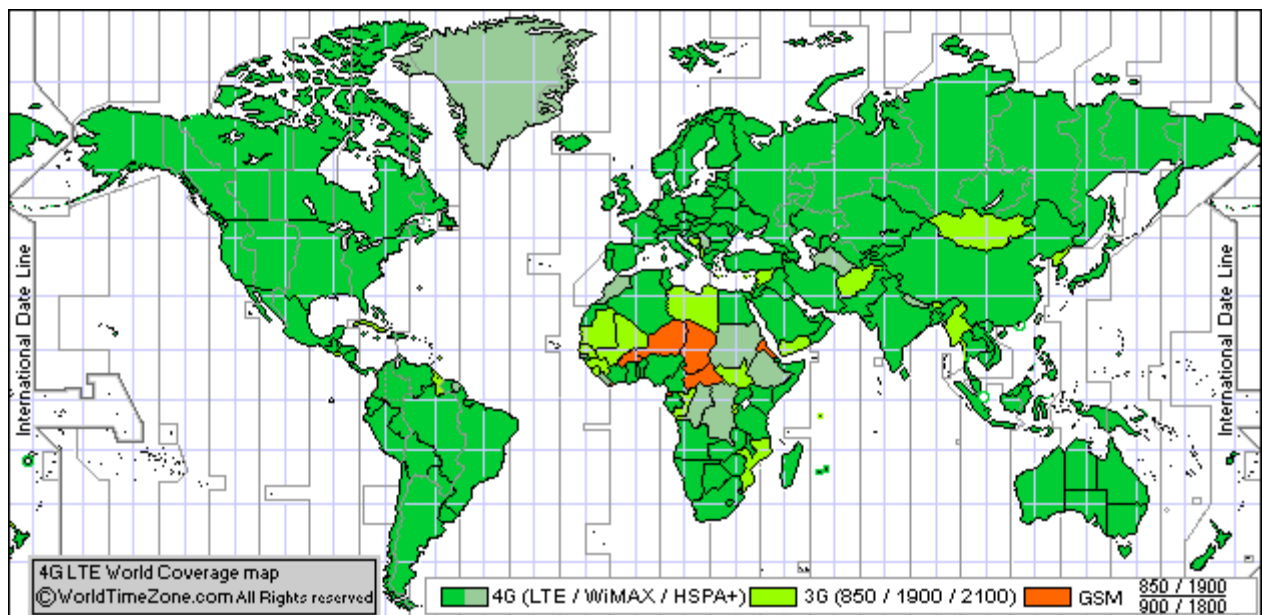 International Date Line
International Date Line
4G LTE World Coverage map
©WorldTimeZone.com All Rights reserved
4G (LTE / WiMAX / HSPA+)
3G (850 / 1900 / 2100)
GSM
850 / 1900
900 / 1800